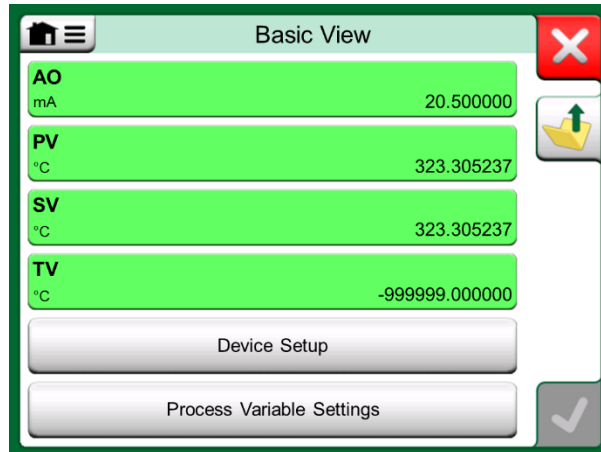 Basic View
AO
mA
20.500000
PV
°C
323.305237
SV
°C
323.305237
TV
°C
-999999.000000
Device Setup
Process Variable Settings